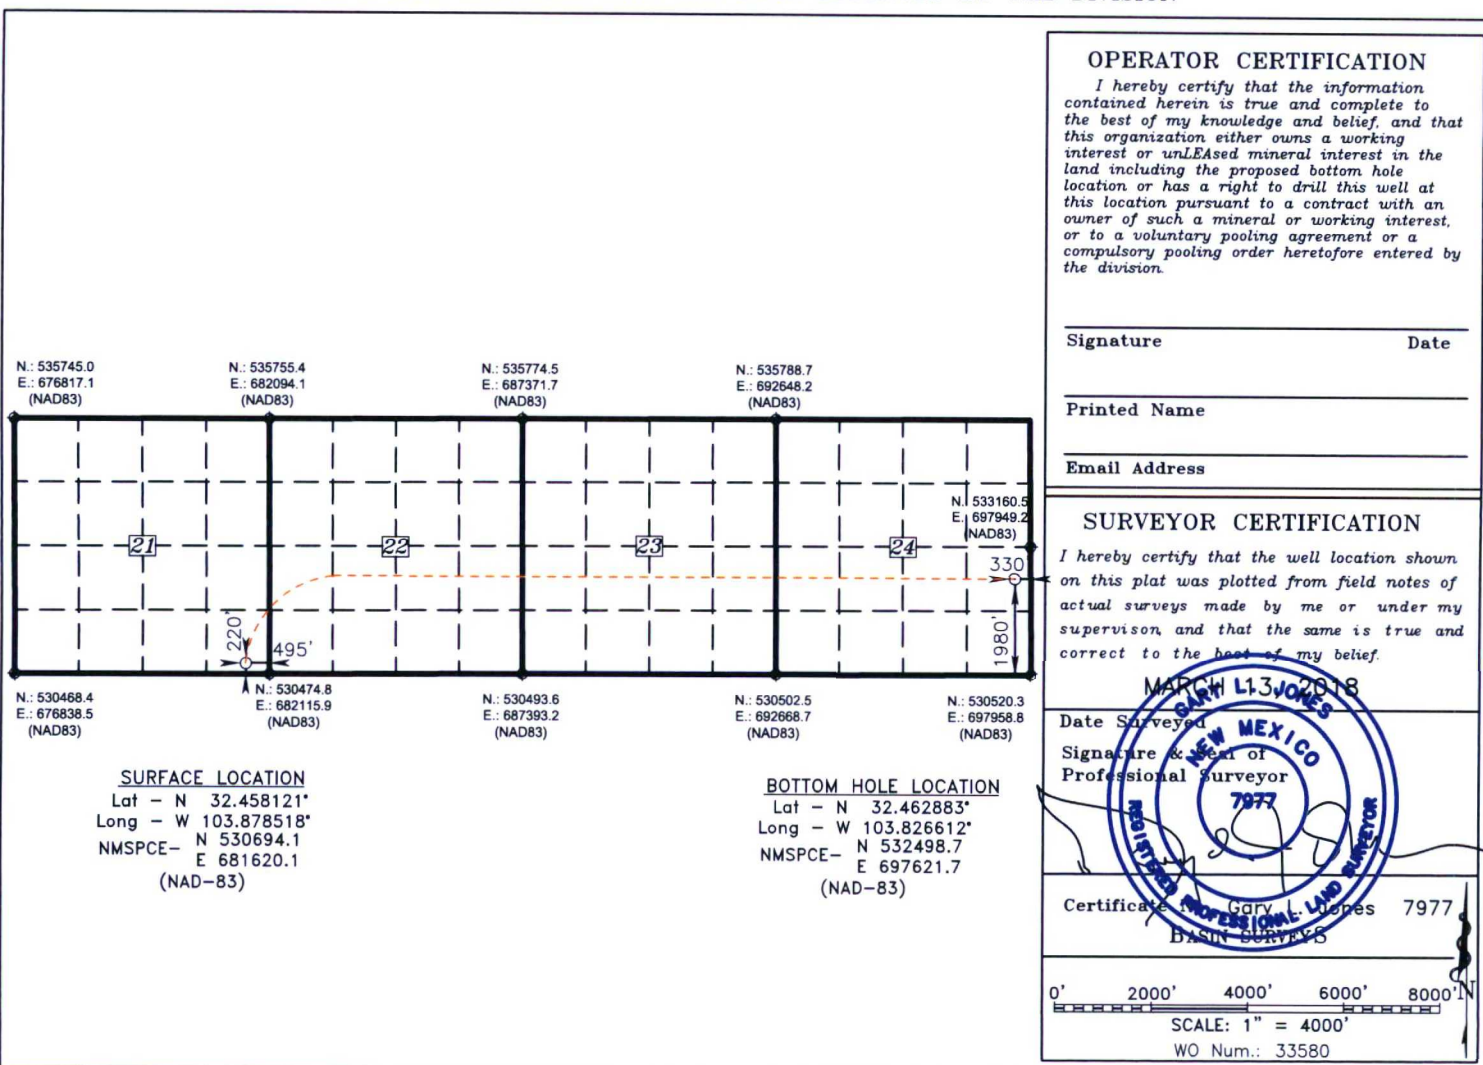 OPERATOR CERTIFICATION
I hereby certify that the information
contained herein is true and complete to
the best of my knowledge and belief, and that
this organization either owns a working
interest or unLEAsed mineral interest in the
land including the proposed bottom hole
location or has a right to drill this well at
this location pursuant to a contract with an
owner of such a mineral or working interest,
or to a voluntary pooling agreement or a
compulsory pooling order heretofore entered by
the division.
Signature Date
Printed Name
Email Address
SURVEYOR CERTIFICATION
I hereby certify that the well location shown
on this plat was plotted from field notes of
actual surveys made by me or under my
supervison, and that the same is true and
correct to the best of my belief.
MARCH 13, 2018
Date Surveyed
Signature & Seal of
Professional Surveyor
GARY L. JONES
NEW MEXICO
7977
REGISTERED PROFESSIONAL LAND SURVEYOR
Certificate Gary L. Jones 7977
BASIN SURVEYS
0' 2000' 4000' 6000' 8000'
N
SCALE: 1" = 4000'
WO Num.: 33580
N.: 535745.0
E.: 676817.1
(NAD83)
N.: 535755.4
E.: 682094.1
(NAD83)
N.: 535774.5
E.: 687371.7
(NAD83)
N.: 535788.7
E.: 692648.2
(NAD83)
N.: 533160.5
E.: 697949.2
(NAD83)
21
22
23
24
330
220'
495'
1980'
N.: 530468.4
E.: 676838.5
(NAD83)
N.: 530474.8
E.: 682115.9
(NAD83)
N.: 530493.6
E.: 687393.2
(NAD83)
N.: 530502.5
E.: 692668.7
(NAD83)
N.: 530520.3
E.: 697958.8
(NAD83)
SURFACE LOCATION
Lat - N 32.458121°
Long - W 103.878518°
NMSPCE- N 530694.1
E 681620.1
(NAD-83)
BOTTOM HOLE LOCATION
Lat - N 32.462883°
Long - W 103.826612°
NMSPCE- N 532498.7
E 697621.7
(NAD-83)